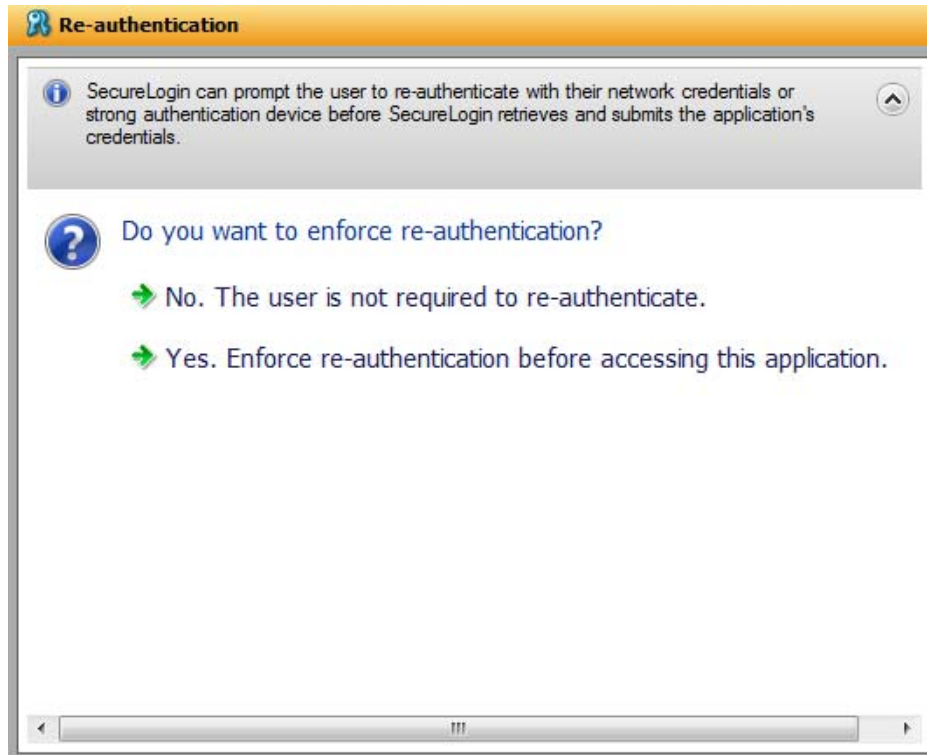 Re-authentication
SecureLogin can prompt the user to re-authenticate with their network credentials or
strong authentication device before SecureLogin retrieves and submits the application's
credentials.
Do you want to enforce re-authentication?
No. The user is not required to re-authenticate.
Yes. Enforce re-authentication before accessing this application.